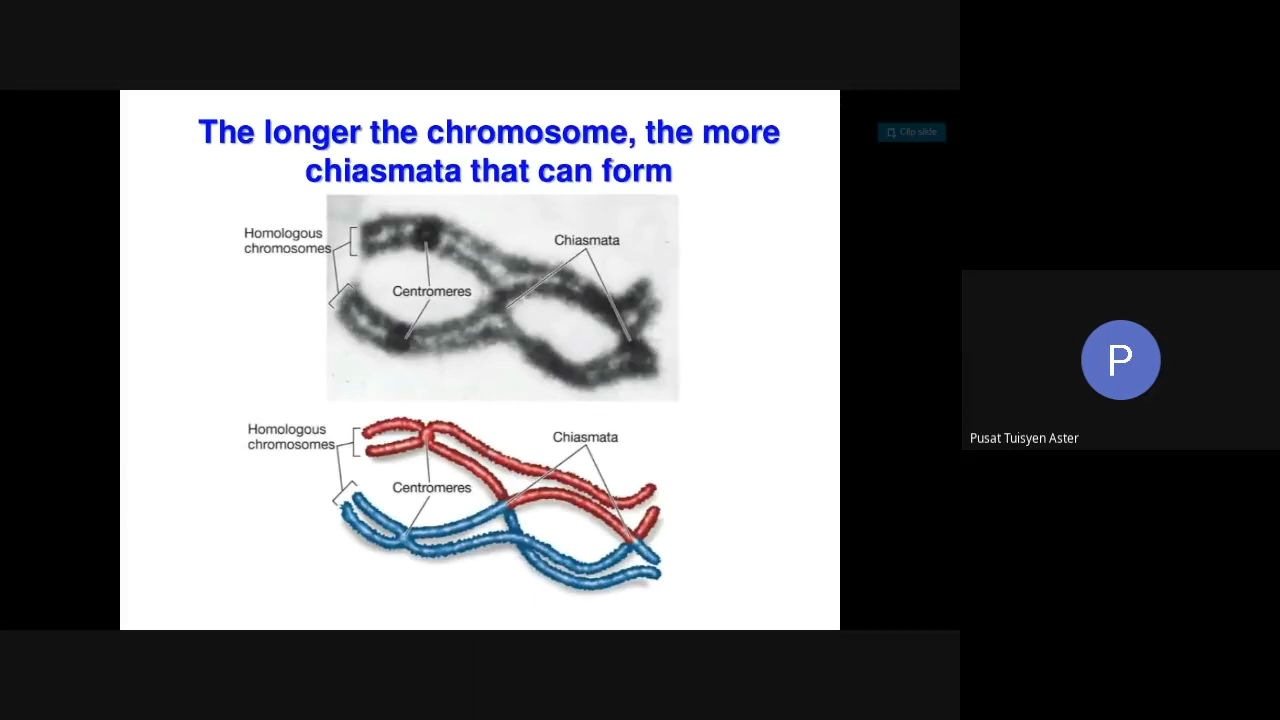 The longer the chromosome, the more
chiasmata that can form
Clip slide
Homologous
chromosomes
Chiasmata
Centromeres
Homologous
chromosomes
Chiasmata
Centromeres
P
Pusat Tuisyen Aster